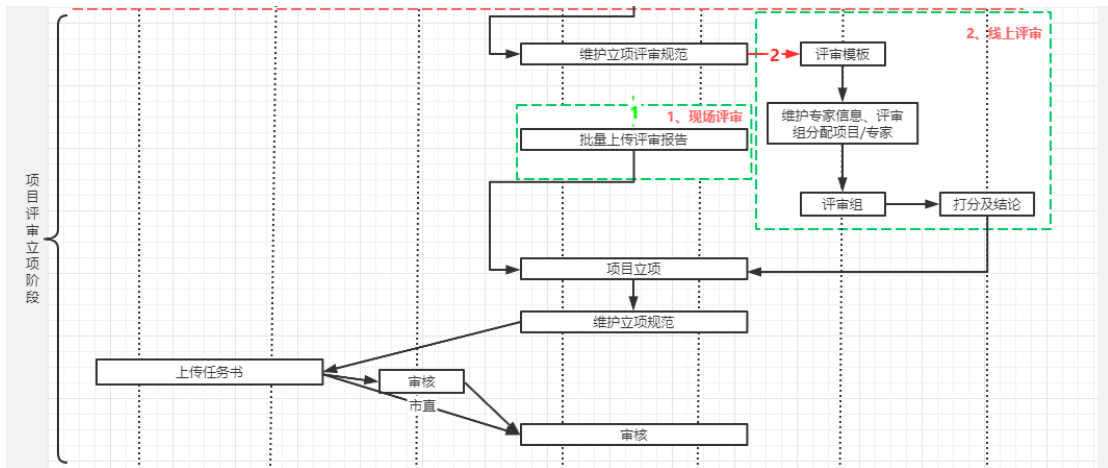 项目评审立项阶段
2、线上评审
维护立项评审规范
2
评审模板
1
1、现场评审
批量上传评审报告
维护专家信息、评审
组分配项目/专家
评审组
打分及结论
项目立项
维护立项规范
上传任务书
审核
市直
审核